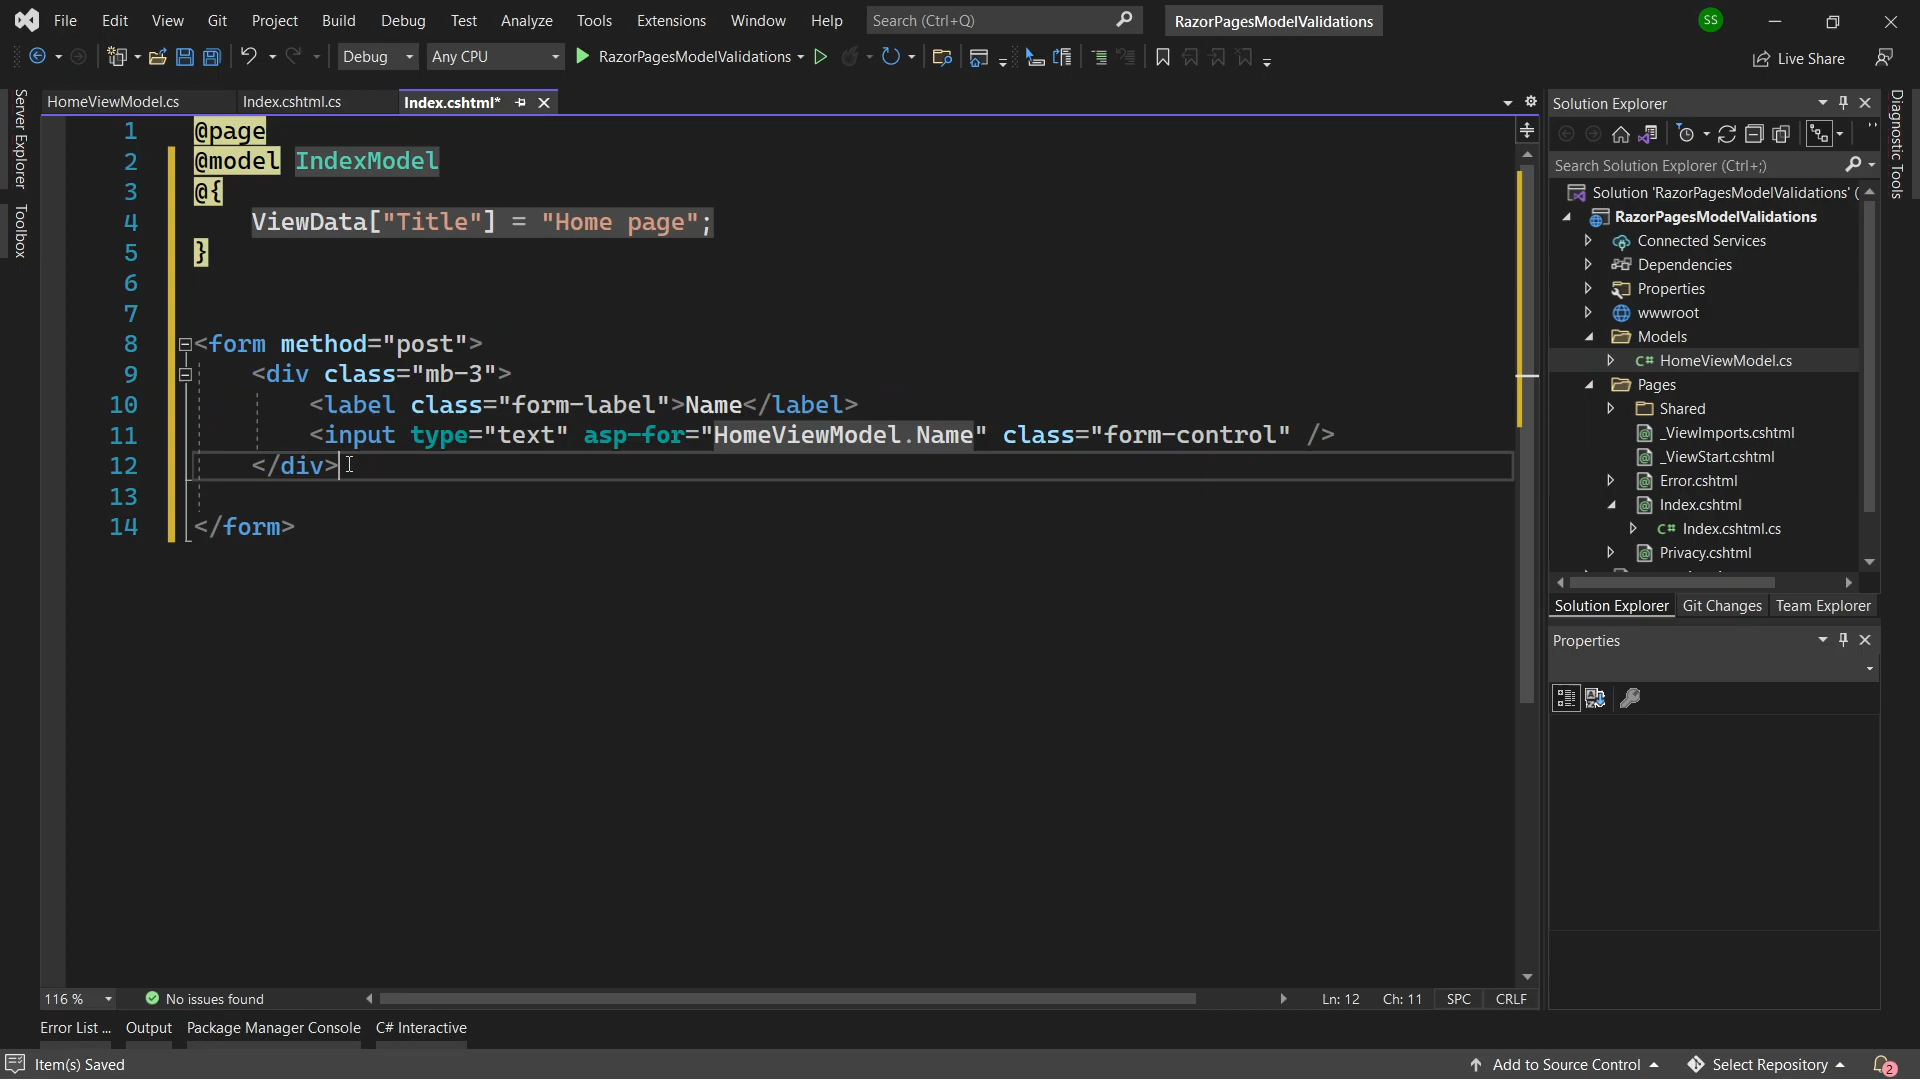 File Edit View Git Project Build Debug Test Analyze Tools Extensions Window Help Search (Ctrl+Q) RazorPagesModelValidations SS
Debug Any CPU RazorPagesModelValidations Live Share
Server Explorer
Toolbox
HomeViewModel.cs Index.cshtml.cs Index.cshtml*
1 @page
2 @model IndexModel
3 @{
4 ViewData["Title"] = "Home page";
5 }
6
7
8 <form method="post">
9 <div class="mb-3">
10 <label class="form-label">Name</label>
11 <input type="text" asp-for="HomeViewModel.Name" class="form-control" />
12 </div>
13
14 </form>
116 % No issues found Ln: 12 Ch: 11 SPC CRLF
Solution Explorer
Search Solution Explorer (Ctrl+;)
Solution 'RazorPagesModelValidations' (
RazorPagesModelValidations
Connected Services
Dependencies
Properties
wwwroot
Models
C# HomeViewModel.cs
Pages
Shared
_ViewImports.cshtml
_ViewStart.cshtml
Error.cshtml
Index.cshtml
C# Index.cshtml.cs
Privacy.cshtml
Solution Explorer Git Changes Team Explorer
Properties
Diagnostic Tools
Error List ... Output Package Manager Console C# Interactive
Item(s) Saved Add to Source Control Select Repository 2